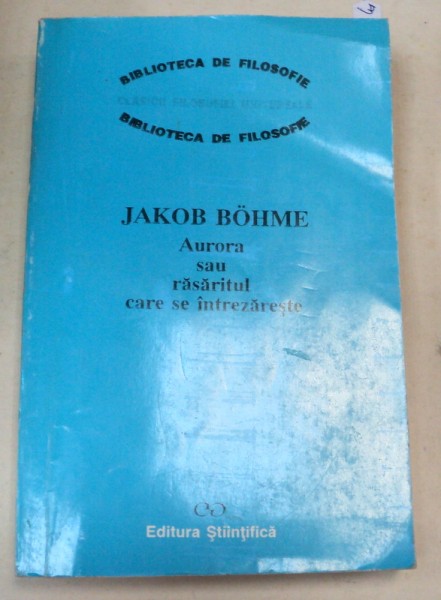 BIBLIOTECA DE FILOSOFIE
BIBLIOTECA DE FILOSOFIE
JAKOB BÖHME
Aurora
sau
răsăritul
care se întrezărește
Editura Științifică